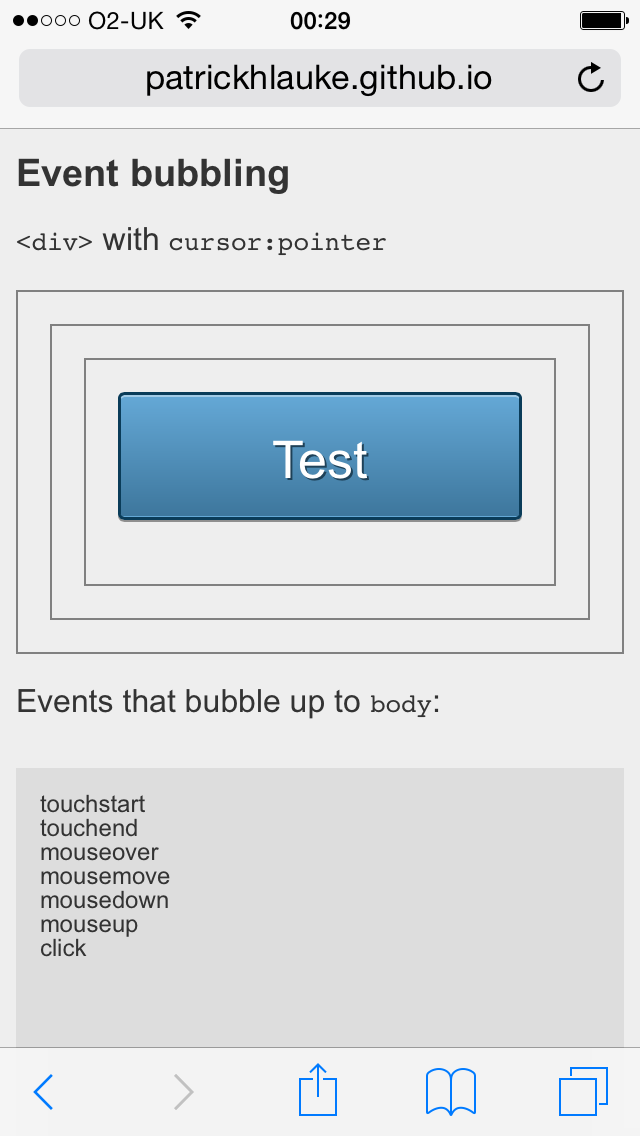 O2-UK 00:29
patrickhlauke.github.io
Event bubbling
<div> with cursor:pointer
Test
Events that bubble up to body:
touchstart
touchend
mouseover
mousemove
mousedown
mouseup
click